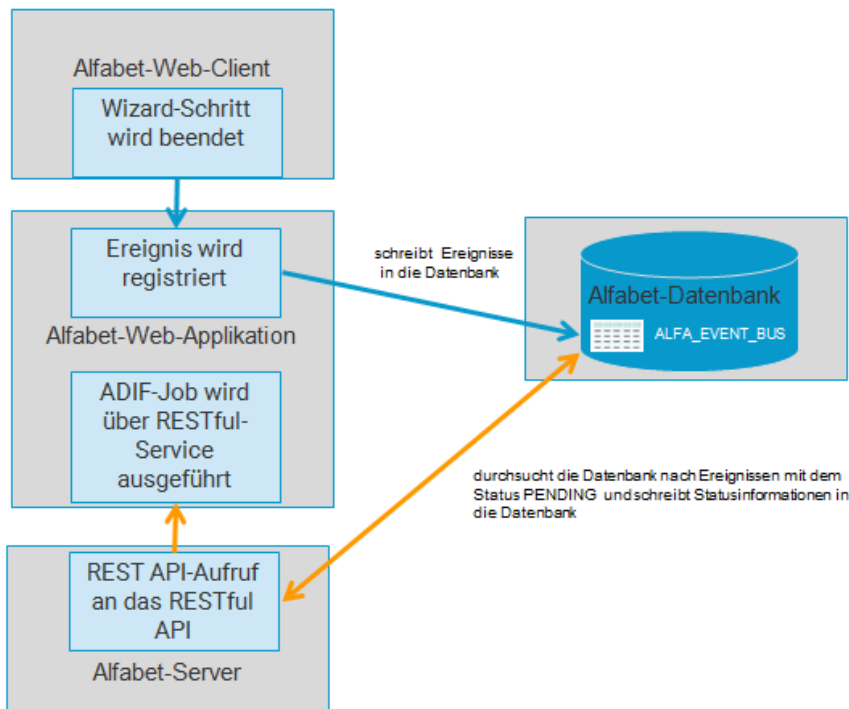 Alfabet-Web-Client
Wizard-Schritt
wird beendet
Ereignis wird
registriert
Alfabet-Web-Applikation
ADIF-Job wird
über RESTful-
Service
ausgeführt
schreibt Ereignisse
in die Datenbank
Alfabet-Datenbank
ALFA_EVENT_BUS
durchsucht die Datenbank nach Ereignissen mit dem
Status PENDING und schreibt Statusinformationen in
die Datenbank
REST API-Aufruf
an das RESTful
API
Alfabet-Server